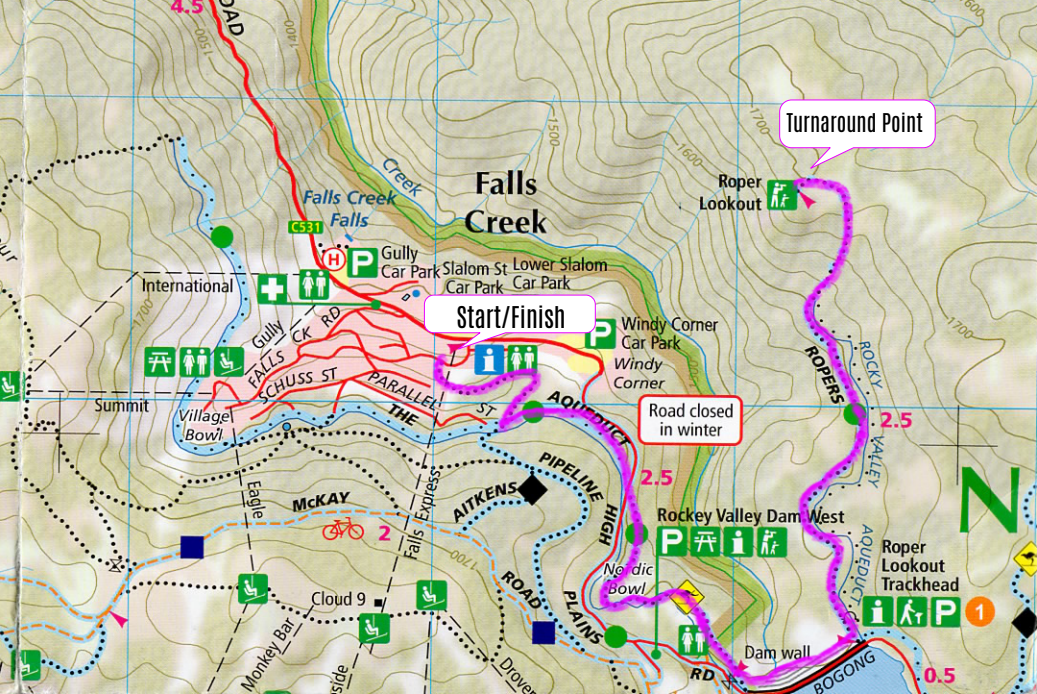 4.5
OAD
1500
1400
1600
Turnaround Point
1700
1500
1600
Creek
Falls
Creek
Roper
Lookout
Falls Creek
Falls
C531
H
P
Gully
Car Park
Slalom St
Car Park
Lower Slalom
Car Park
International
Start/Finish
P
Windy Corner
Car Park
1700
Gully
FALLS CK RD
i
Windy
Corner
ROPERS
ROCKY
SCHUSS ST
PARALLEL
ST
Summit
Village
Bowl
THE
AQUEDUCT
Road closed
in winter
2.5
VALLEY
PIPELINE
2.5
N
Eagle
McKAY
AITKENS
HIGH
Falls Express
2
1700
Rockey Valley Dam West
P
i
AQUEDUCT
Roper
Lookout
Trackhead
i
P
1
Nordic
Bowl
ROAD
PLAINS
Cloud 9
Monkey Bar
side
Drover
Dam wall
RD
BOGONG
0.5